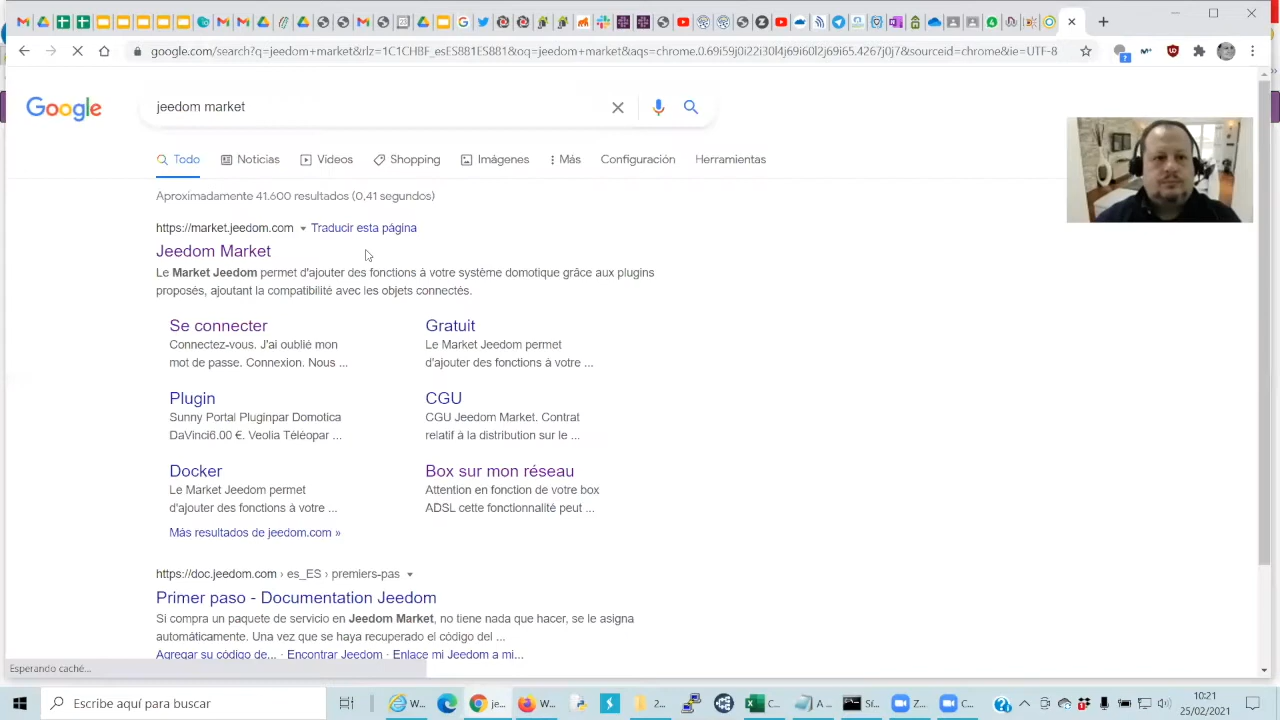 google.com/search?q=jeedom+market&rlz=1C1CHBF_esES881ES881&oq=jeedom+market&aqs=chrome.0.69i59j0i22i30l4j69i60l2j69i65.4267j0j7&sourceid=chrome&ie=UTF-8
Google
jeedom market
Todo
Noticias
Vídeos
Shopping
Imágenes
Más
Configuración
Herramientas
Aproximadamente 41.600 resultados (0,41 segundos)
https://market.jeedom.com
Traducir esta página
Jeedom Market
Le Market Jeedom permet d'ajouter des fonctions à votre système domotique grâce aux plugins
proposés, ajoutant la compatibilité avec les objets connectés.
Se connecter
Connectez-vous. J'ai oublié mon
mot de passe. Connexion. Nous ...
Gratuit
Le Market Jeedom permet
d'ajouter des fonctions à votre ...
Plugin
Sunny Portal Pluginpar Domotica
DaVinci6.00 €. Veolia Téléopar ...
CGU
CGU Jeedom Market. Contrat
relatif à la distribution sur le ...
Docker
Le Market Jeedom permet
d'ajouter des fonctions à votre ...
Box sur mon réseau
Attention en fonction de votre box
ADSL cette fonctionnalité peut ...
Más resultados de jeedom.com »
https://doc.jeedom.com › es_ES › premiers-pas
Primer paso - Documentation Jeedom
Si compra un paquete de servicio en Jeedom Market, no tiene nada que hacer, se le asigna
automáticamente. Una vez que se haya recuperado el código del ...
Agregar su código de... · Encontrar Jeedom · Enlace mi Jeedom a mi...
Esperando caché...
Escribe aquí para buscar
W...
je...
W...
2...
C...
A...
S...
Z...
C...
10:21
25/02/2021